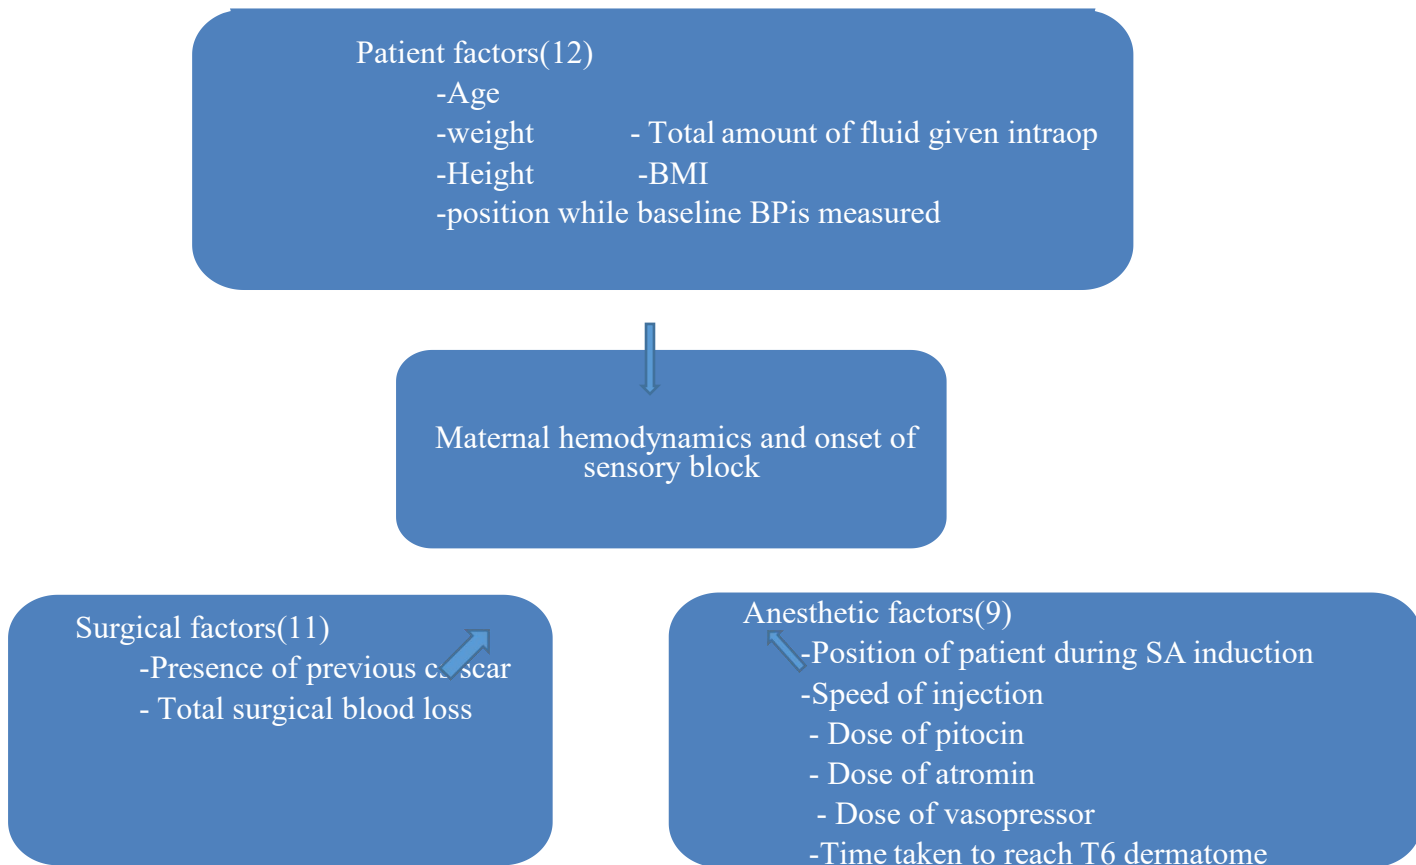 Patient factors(12)
-Age
-weight - Total amount of fluid given intraop
-Height -BMI
-position while baseline BPis measured
Maternal hemodynamics and onset of
sensory block
Surgical factors(11)
-Presence of previous cs scar
- Total surgical blood loss
Anesthetic factors(9)
-Position of patient during SA induction
-Speed of injection
- Dose of pitocin
- Dose of atromin
- Dose of vasopressor
-Time taken to reach T6 dermatome